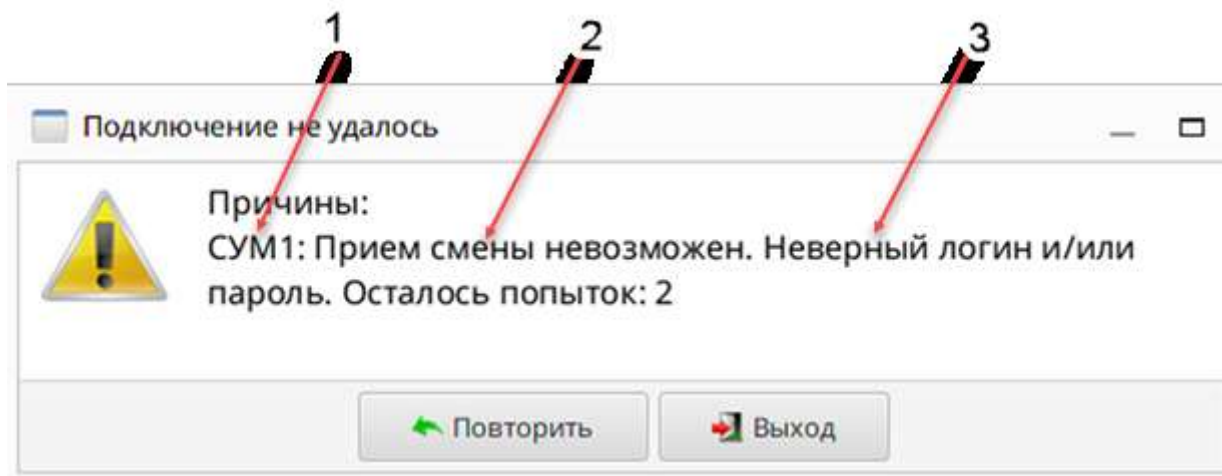 1 2 3
Подключение не удалось
Причины:
СУМ1: Прием смены невозможен. Неверный логин и/или
пароль. Осталось попыток: 2
Повторить Выход